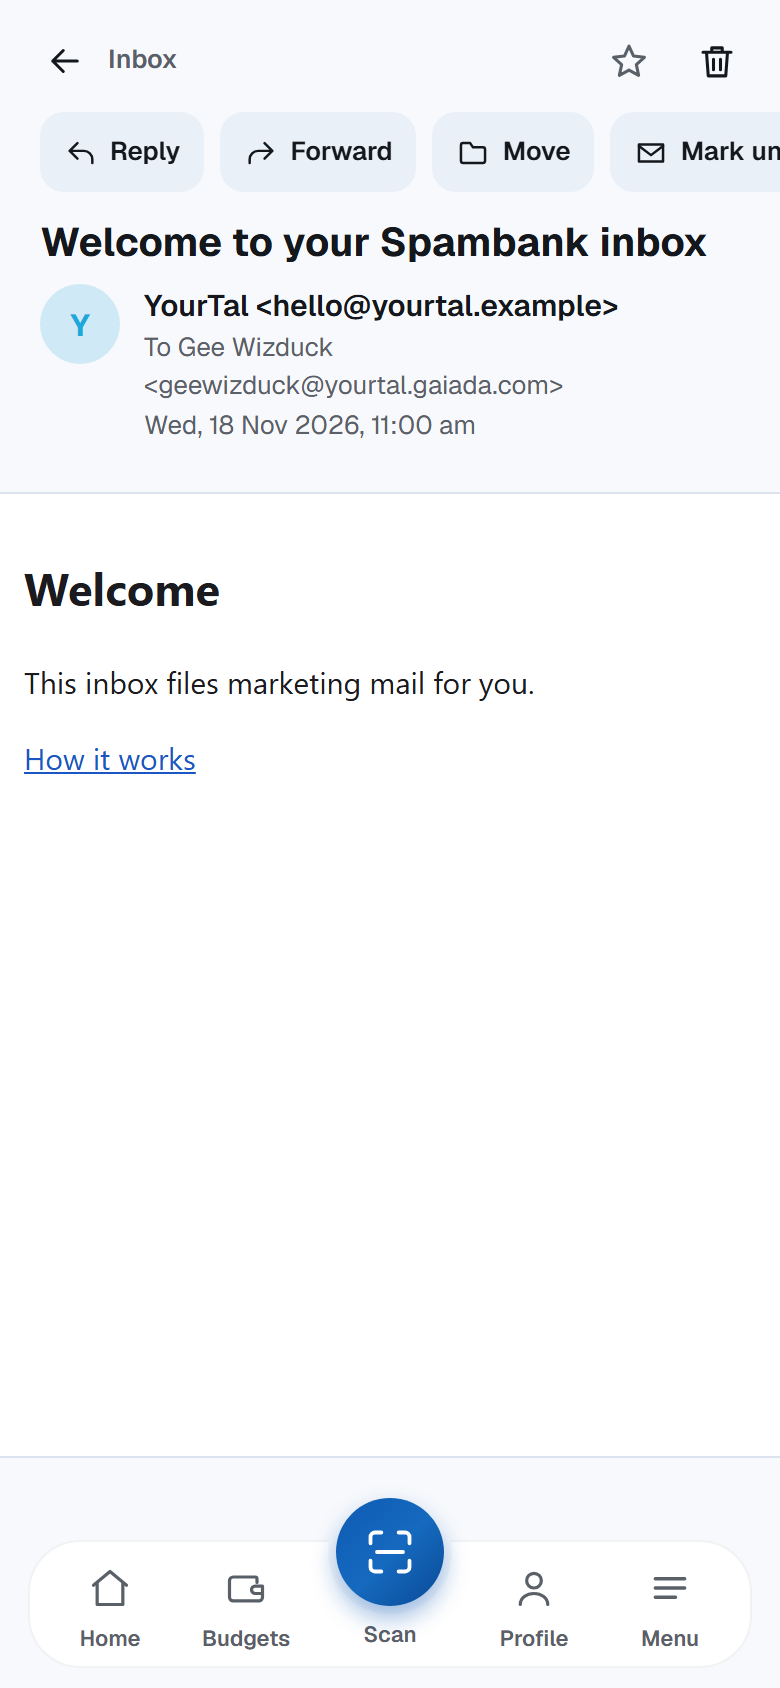 Inbox
Reply
Forward
Move
Mark un
Welcome to your Spambank inbox
Y
YourTal <hello@yourtal.example>
To Gee Wizduck
<geewizduck@yourtal.gaiada.com>
Wed, 18 Nov 2026, 11:00 am
Welcome
This inbox files marketing mail for you.
How it works
Home
Budgets
Scan
Profile
Menu